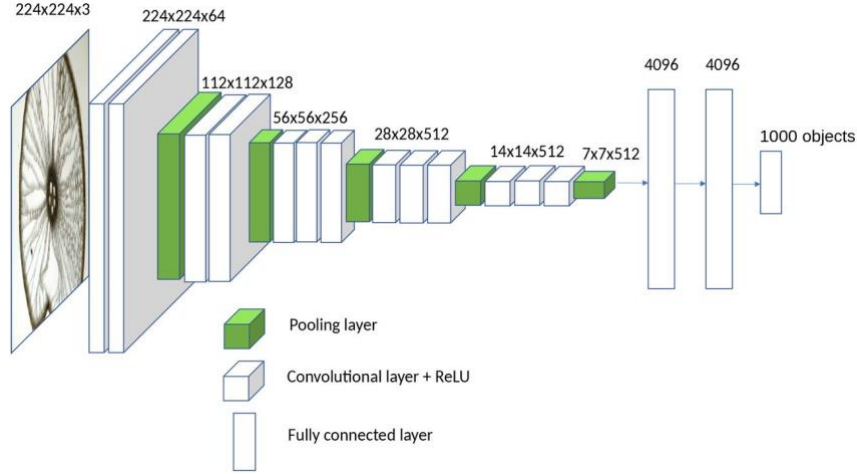 224x224x3
224x224x64
112x112x128
56x56x256
28x28x512
14x14x512
7x7x512
4096
4096
1000 objects
Pooling layer
Convolutional layer + ReLU
Fully connected layer